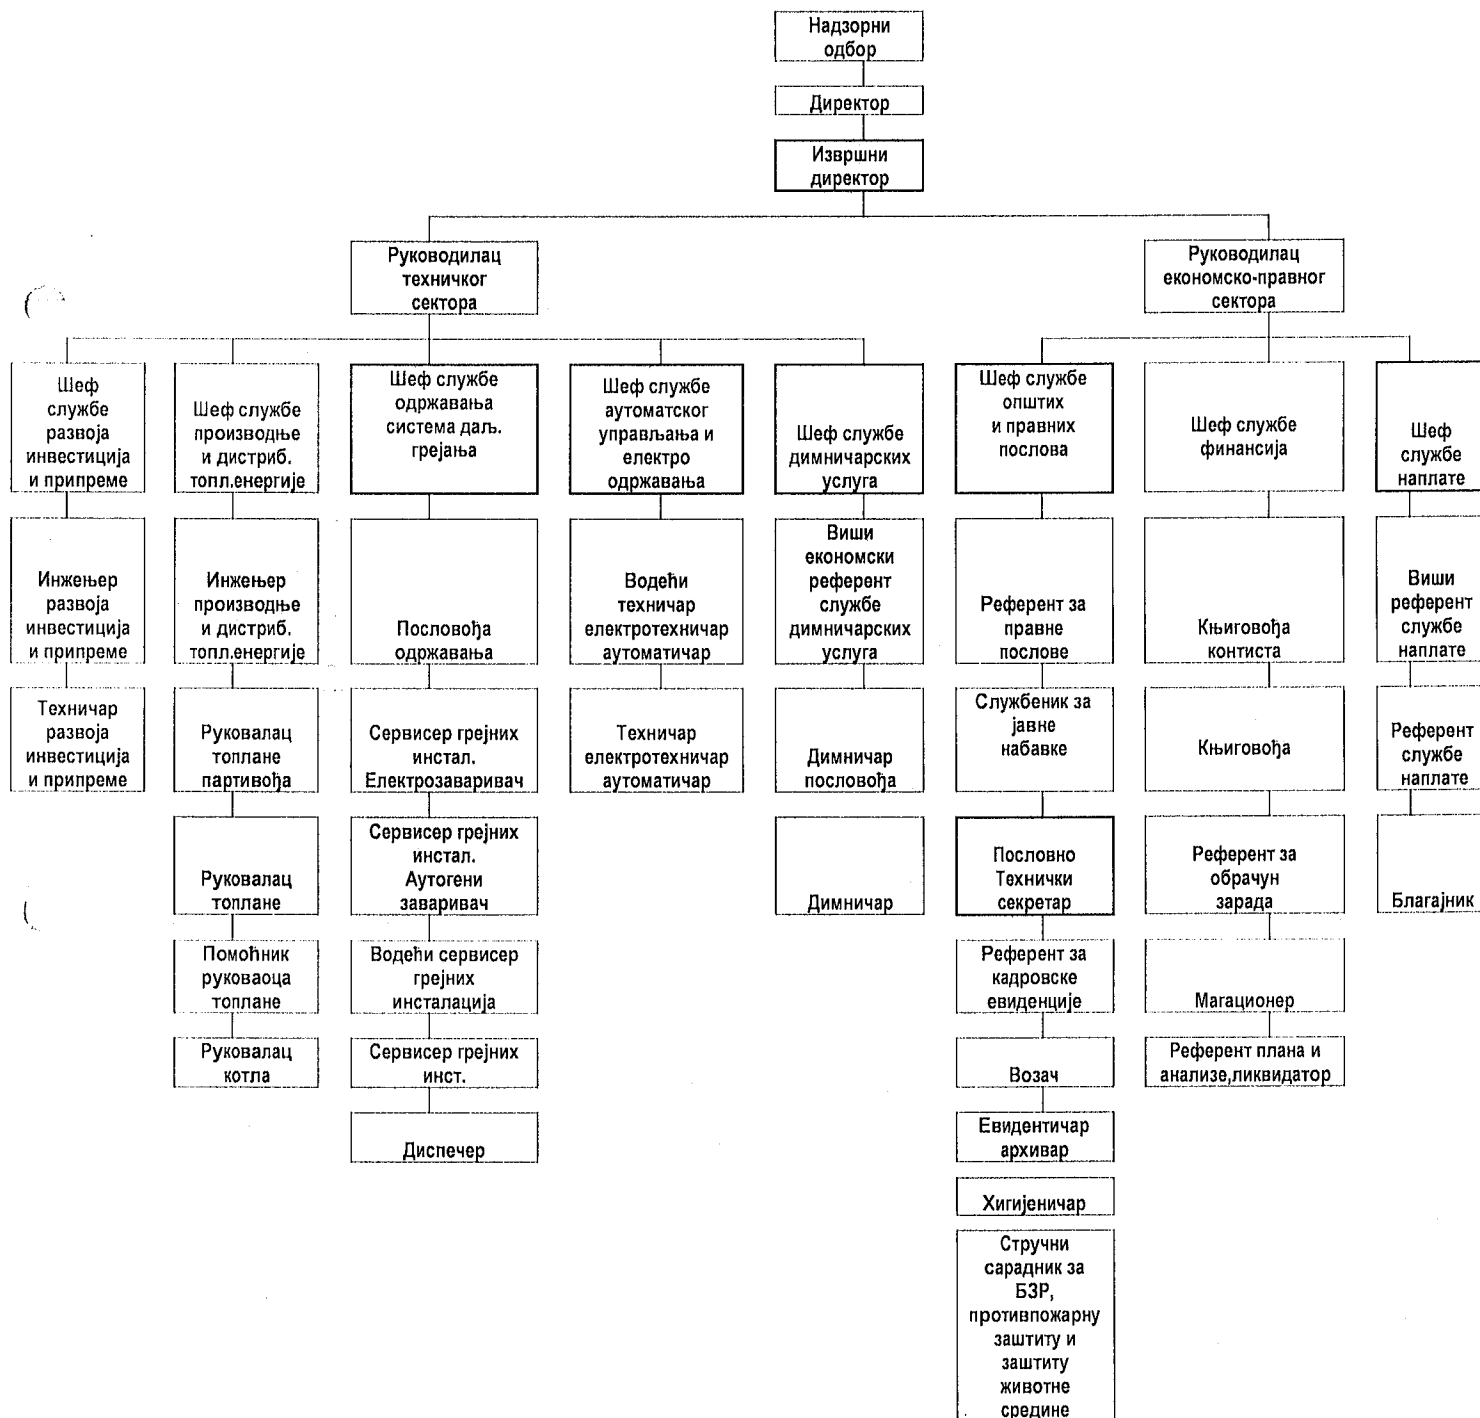 Надзорни
одбор
Директор
Извршни
директор
Руководилац
техничког
сектора
Руководилац
економско-правног
сектора
Шеф
службе
развоја
инвестиција
и припреме
Шеф службе
производње
и дистриб.
топл.енергије
Шеф службе
одржавања
система даљ.
грејања
Шеф службе
аутоматског
управљања и
електро
одржавања
Шеф службе
димничарских
услуга
Шеф службе
општих
и правних
послова
Шеф службе
финансија
Шеф
службе
наплате
Инжењер
развоја
инвестиција
и припреме
Инжењер
производње
и дистриб.
топл.енергије
Пословођа
одржавања
Водећи
техничар
електротехничар
аутоматичар
Виши
економски
референт
службе
димничарских
услуга
Референт за
правне
послове
Књиговођа
контиста
Виши
референт
службе
наплате
Техничар
развоја
инвестиција
и припреме
Руковалац
топлане
партивођа
Сервисер грејних
инстал.
Електрозаваривач
Техничар
електротехничар
аутоматичар
Димничар
пословођа
Службеник за
јавне
набавке
Књиговођа
Референт
службе
наплате
Руковалац
топлане
Сервисер грејних
инстал.
Аутогени
заваривач
Димничар
Пословно
Технички
секретар
Референт за
обрачун
зарада
Благајник
Помоћник
руковаоца
топлане
Водећи сервисер
грејних
инсталација
Референт за
кадровске
евиденције
Магационер
Руковалац
котла
Сервисер грејних
инст.
Возач
Референт плана и
анализе,ликвидатор
Диспечер
Евидентичар
архивар
Хигијеничар
Стручни
сарадник за
БЗР,
противпожарну
заштиту и
заштиту
животне
средине